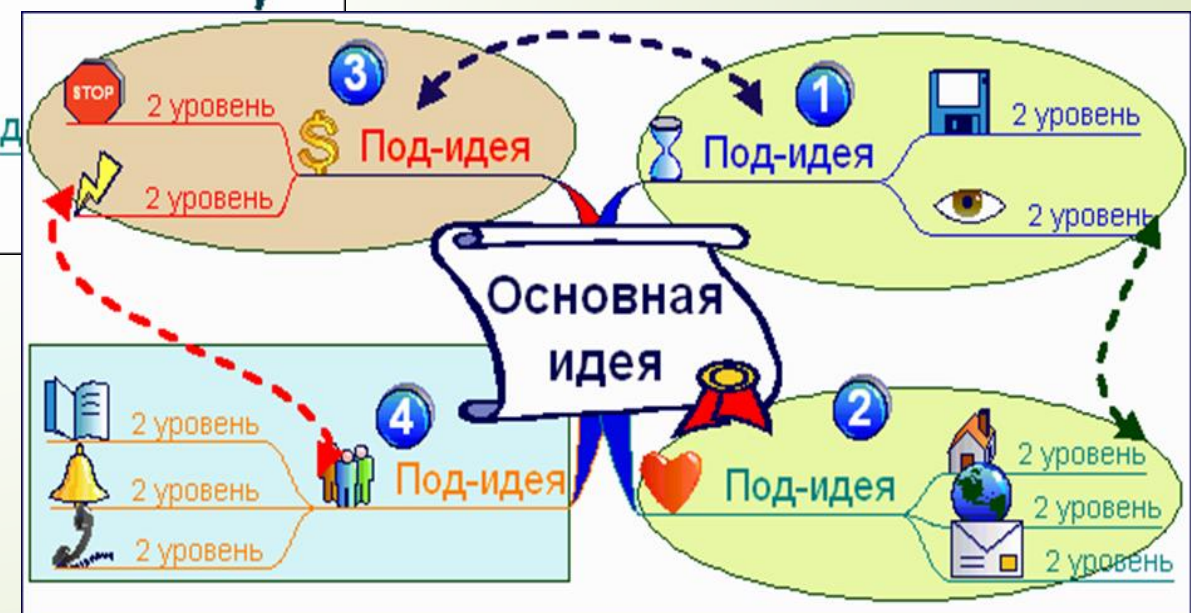 3
STOP
2 уровень
Под-идея
2 уровень
1
2 уровень
Под-идея
2 уровень
Основная
идея
4
2 уровень
Под-идея
2 уровень
2 уровень
2
2 уровень
Под-идея
2 уровень
2 уровень